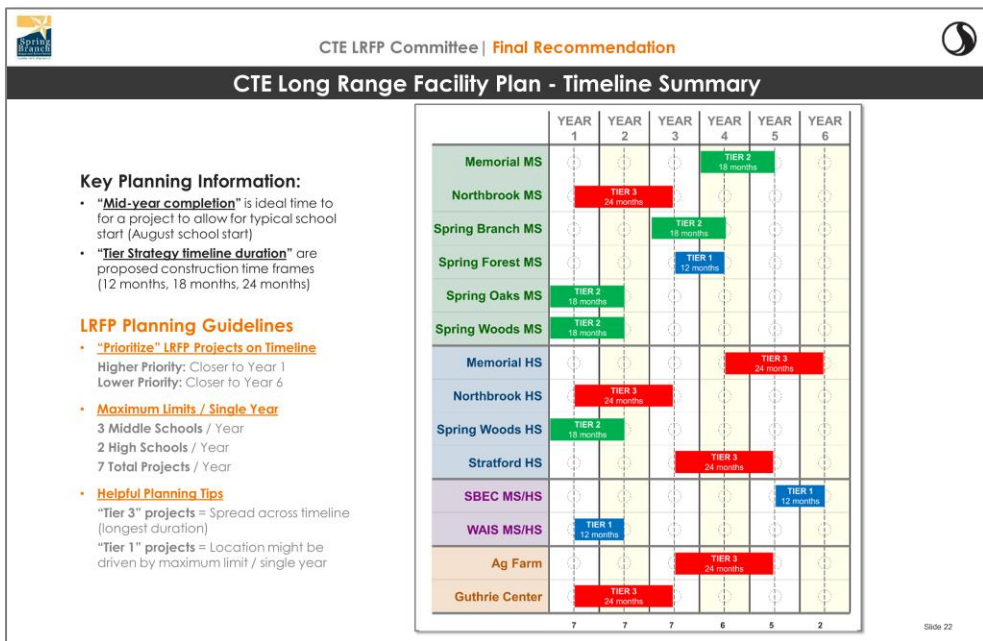 Spring
Branch
CTE LRFP Committee| Final Recommendation
CTE Long Range Facility Plan - Timeline Summary
Key Planning Information:
• "Mid-year completion" is ideal time to
for a project to allow for typical school
start (August school start)
• "Tier Strategy timeline duration" are
proposed construction time frames
(12 months, 18 months, 24 months)
LRFP Planning Guidelines
• "Prioritize" LRFP Projects on Timeline
Higher Priority: Closer to Year 1
Lower Priority: Closer to Year 6
• Maximum Limits / Single Year
3 Middle Schools / Year
2 High Schools / Year
7 Total Projects / Year
• Helpful Planning Tips
"Tier 3" projects = Spread across timeline
(longest duration)
"Tier 1" projects = Location might be
driven by maximum limit / single year
YEAR 1 YEAR 2 YEAR 3 YEAR 4 YEAR 5 YEAR 6
Memorial MS TIER 2 18 months
Northbrook MS TIER 3 24 months
Spring Branch MS TIER 2 18 months
Spring Forest MS TIER 1 12 months
Spring Oaks MS TIER 2 18 months
Spring Woods MS TIER 2 18 months
Memorial HS TIER 3 24 months
Northbrook HS TIER 3 24 months
Spring Woods HS TIER 2 18 months
Stratford HS TIER 3 24 months
SBEC MS/HS TIER 1 12 months
WAIS MS/HS TIER 1 12 months
Ag Farm TIER 3 24 months
Guthrie Center TIER 3 24 months
7 7 7 6 5 2
Slide 22